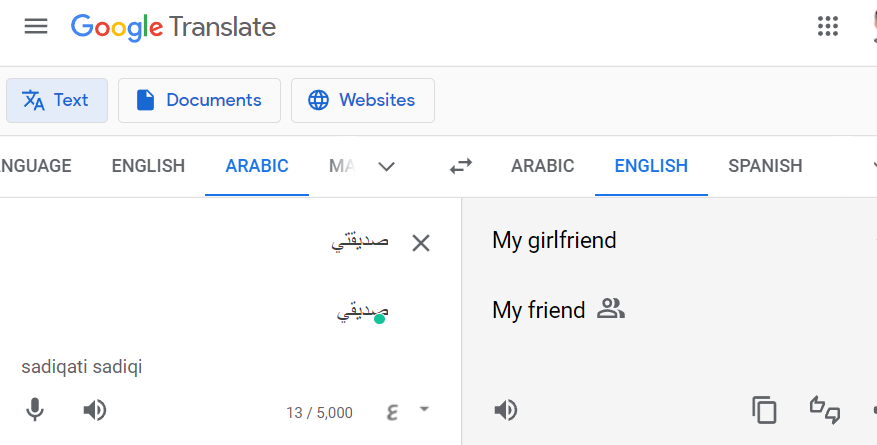 Google Translate
Text Documents Websites
NGUAGE ENGLISH ARABIC MA ARABIC ENGLISH SPANISH
صديقتي
My girlfriend
صديقي
My friend
sadiqati sadiqi
13 / 5,000 ع